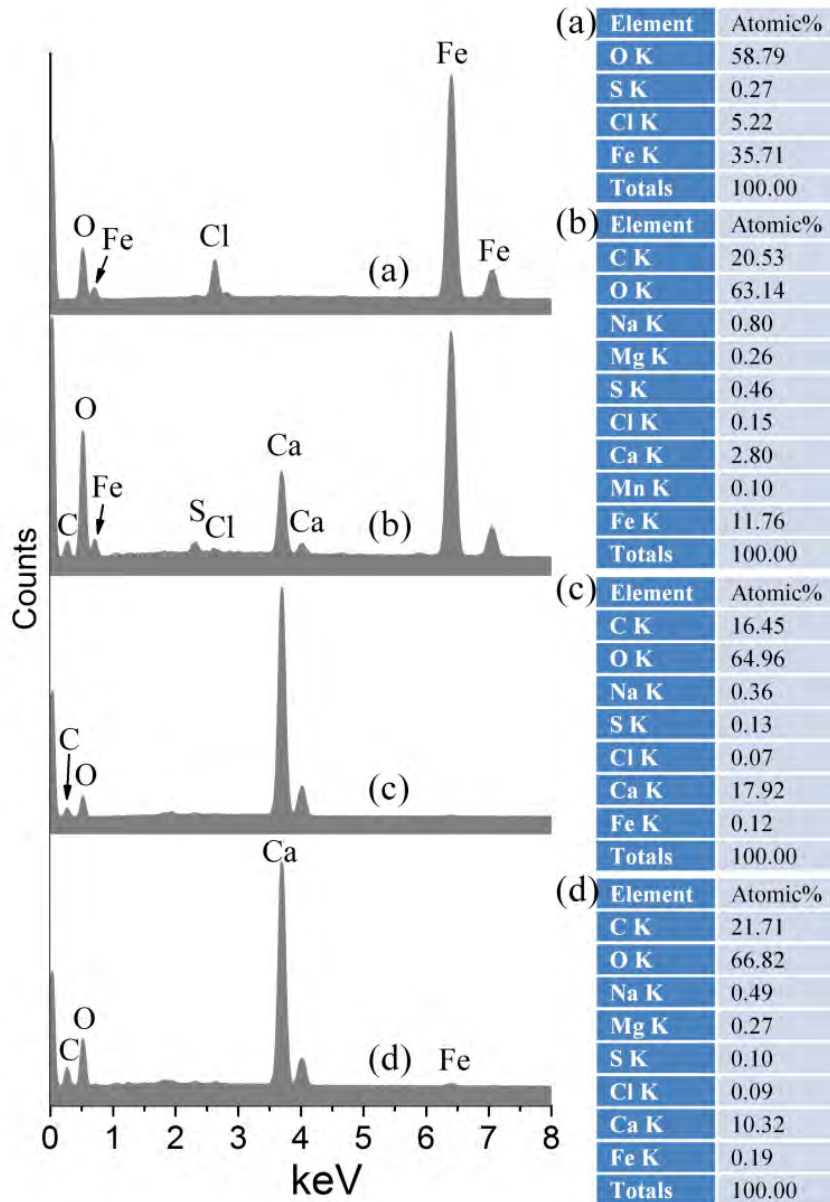 (a)
Element Atomic%
O K 58.79
S K 0.27
Cl K 5.22
Fe K 35.71
Totals 100.00
(b)
Element Atomic%
C K 20.53
O K 63.14
Na K 0.80
Mg K 0.26
S K 0.46
Cl K 0.15
Ca K 2.80
Mn K 0.10
Fe K 11.76
Totals 100.00
(c)
Element Atomic%
C K 16.45
O K 64.96
Na K 0.36
S K 0.13
Cl K 0.07
Ca K 17.92
Fe K 0.12
Totals 100.00
(d)
Element Atomic%
C K 21.71
O K 66.82
Na K 0.49
Mg K 0.27
S K 0.10
Cl K 0.09
Ca K 10.32
Fe K 0.19
Totals 100.00
Counts
Fe
O Fe Cl Fe
(a)
O Ca
C Fe S Cl Ca
(b)
C O
(c)
Ca
C O Fe
(d)
0 1 2 3 4 5 6 7 8
keV